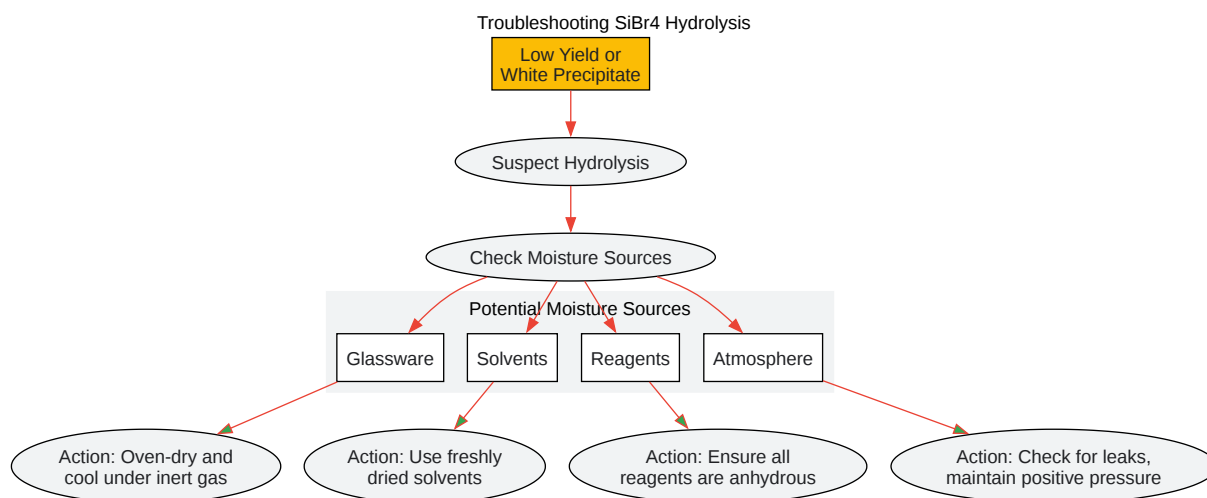 Troubleshooting SiBr4 Hydrolysis
Low Yield or
White Precipitate
Suspect Hydrolysis
Check Moisture Sources
Potential Moisture Sources
Glassware
Solvents
Reagents
Atmosphere
Action: Oven-dry and
cool under inert gas
Action: Use freshly
dried solvents
Action: Ensure all
reagents are anhydrous
Action: Check for leaks,
maintain positive pressure